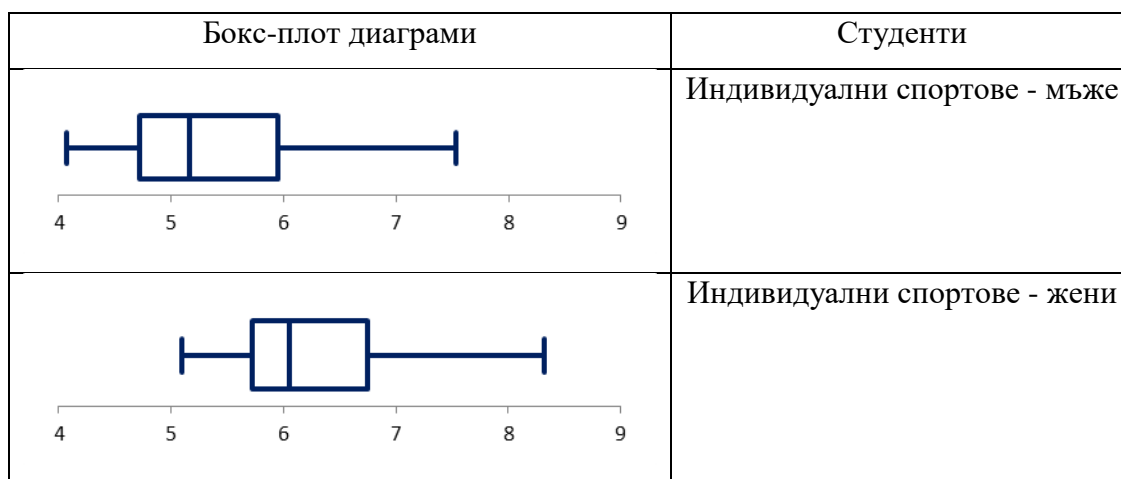 Бокс-плот диаграми
Студенти
Индивидуални спортове - мъже
4 5 6 7 8 9
Индивидуални спортове - жени
4 5 6 7 8 9